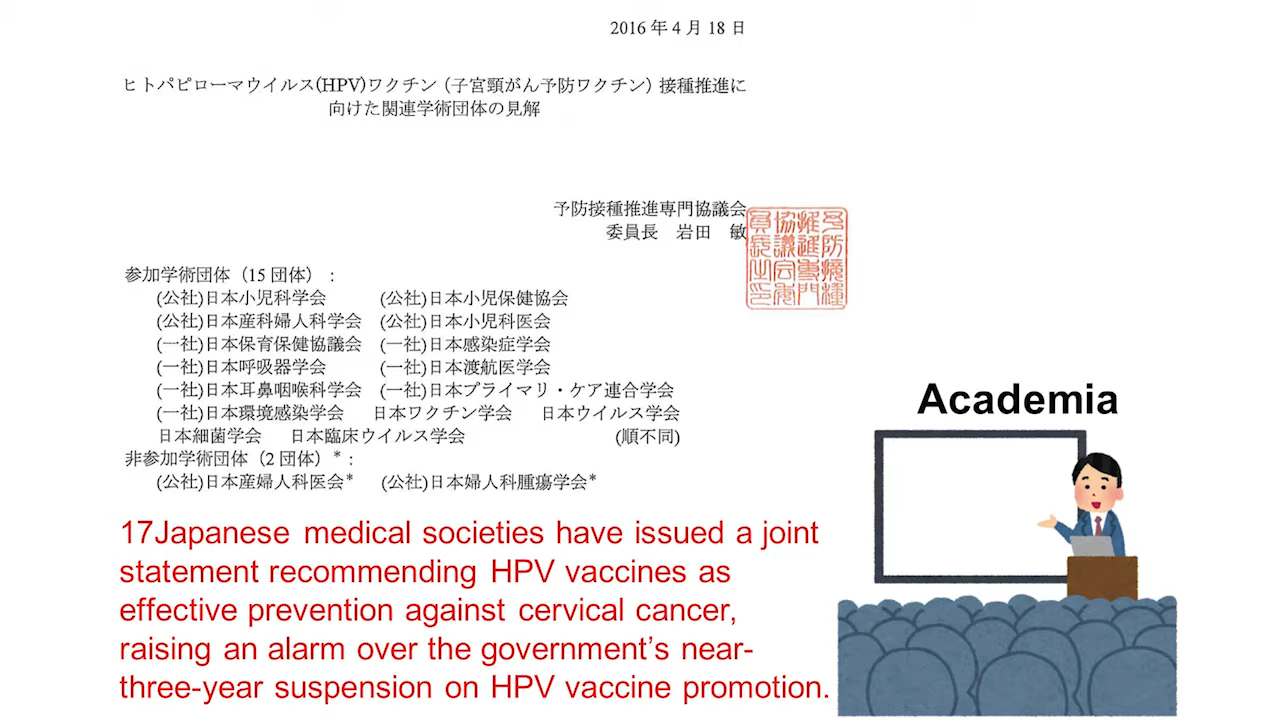 2016 年 4 月 18 日
ヒトパピローマウイルス(HPV)ワクチン（子宮頸がん予防ワクチン）接種推進に
向けた関連学術団体の見解
予防接種推進専門協議会
委員長　岩田　敏
参加学術団体（15 団体）：
(公社)日本小児科学会　(公社)日本小児保健協会
(公社)日本産科婦人科学会　(公社)日本小児科医会
(一社)日本保育保健協議会　(一社)日本感染症学会
(一社)日本呼吸器学会　(一社)日本渡航医学会
(一社)日本耳鼻咽喉科学会　(一社)日本プライマリ・ケア連合学会
(一社)日本環境感染学会　日本ワクチン学会　日本ウイルス学会
日本細菌学会　日本臨床ウイルス学会　(順不同)
非参加学術団体（2 団体）*：
(公社)日本産婦人科医会*　(公社)日本婦人科腫瘍学会*
17Japanese medical societies have issued a joint
statement recommending HPV vaccines as
effective prevention against cervical cancer,
raising an alarm over the government's near-
three-year suspension on HPV vaccine promotion.
Academia